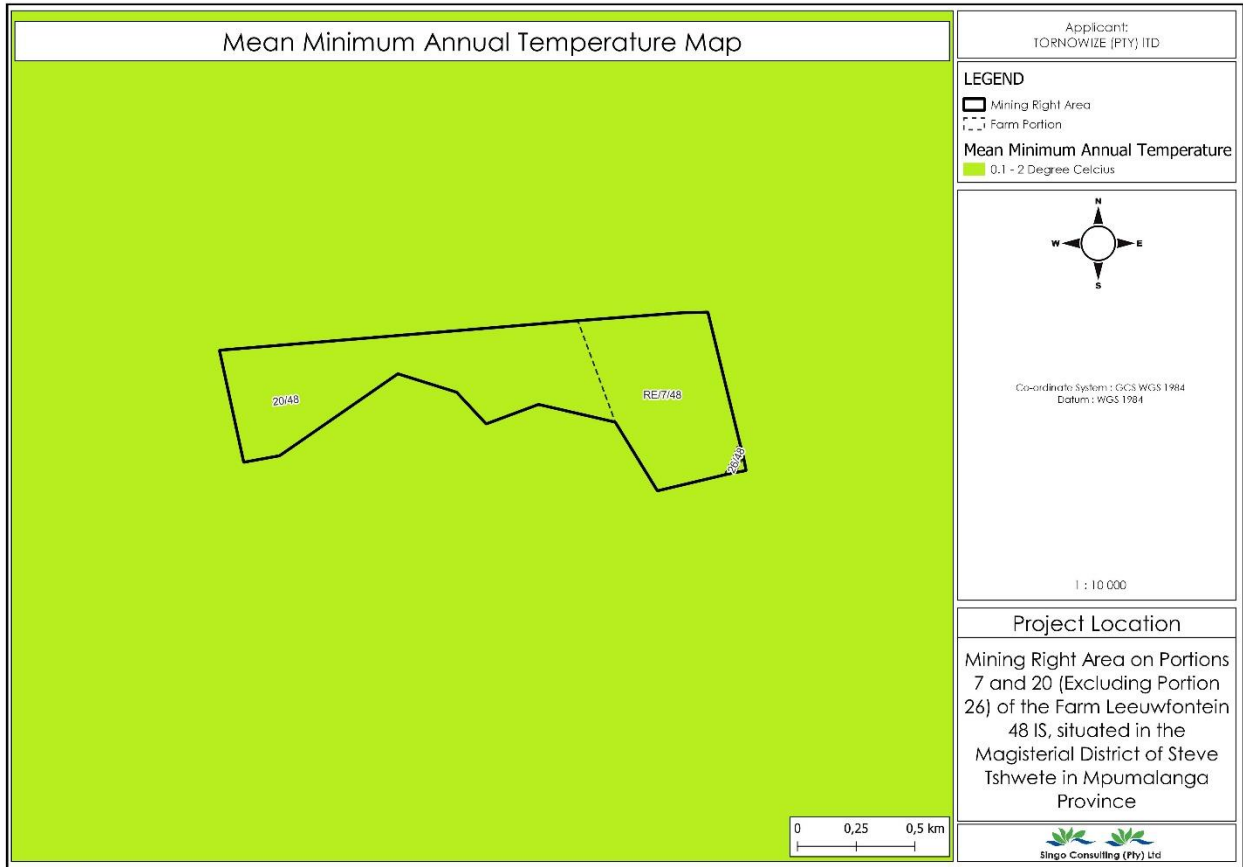 Mean Minimum Annual Temperature Map
20/48
RE/7/48
26/48
0 0,25 0,5 km
Applicant:
TORNOWIZE (PTY) lTD
LEGEND
Mining Right Area
Farm Portion
Mean Minimum Annual Temperature
0.1 - 2 Degree Celcius
N
W E
S
Co-ordinate System : GCS WGS 1984
Datum : WGS 1984
1 : 10 000
Project Location
Mining Right Area on Portions
7 and 20 (Excluding Portion
26) of the Farm Leeuwfontein
48 IS, situated in the
Magisterial District of Steve
Tshwete in Mpumalanga
Province
Singo Consulting (Pty) Ltd